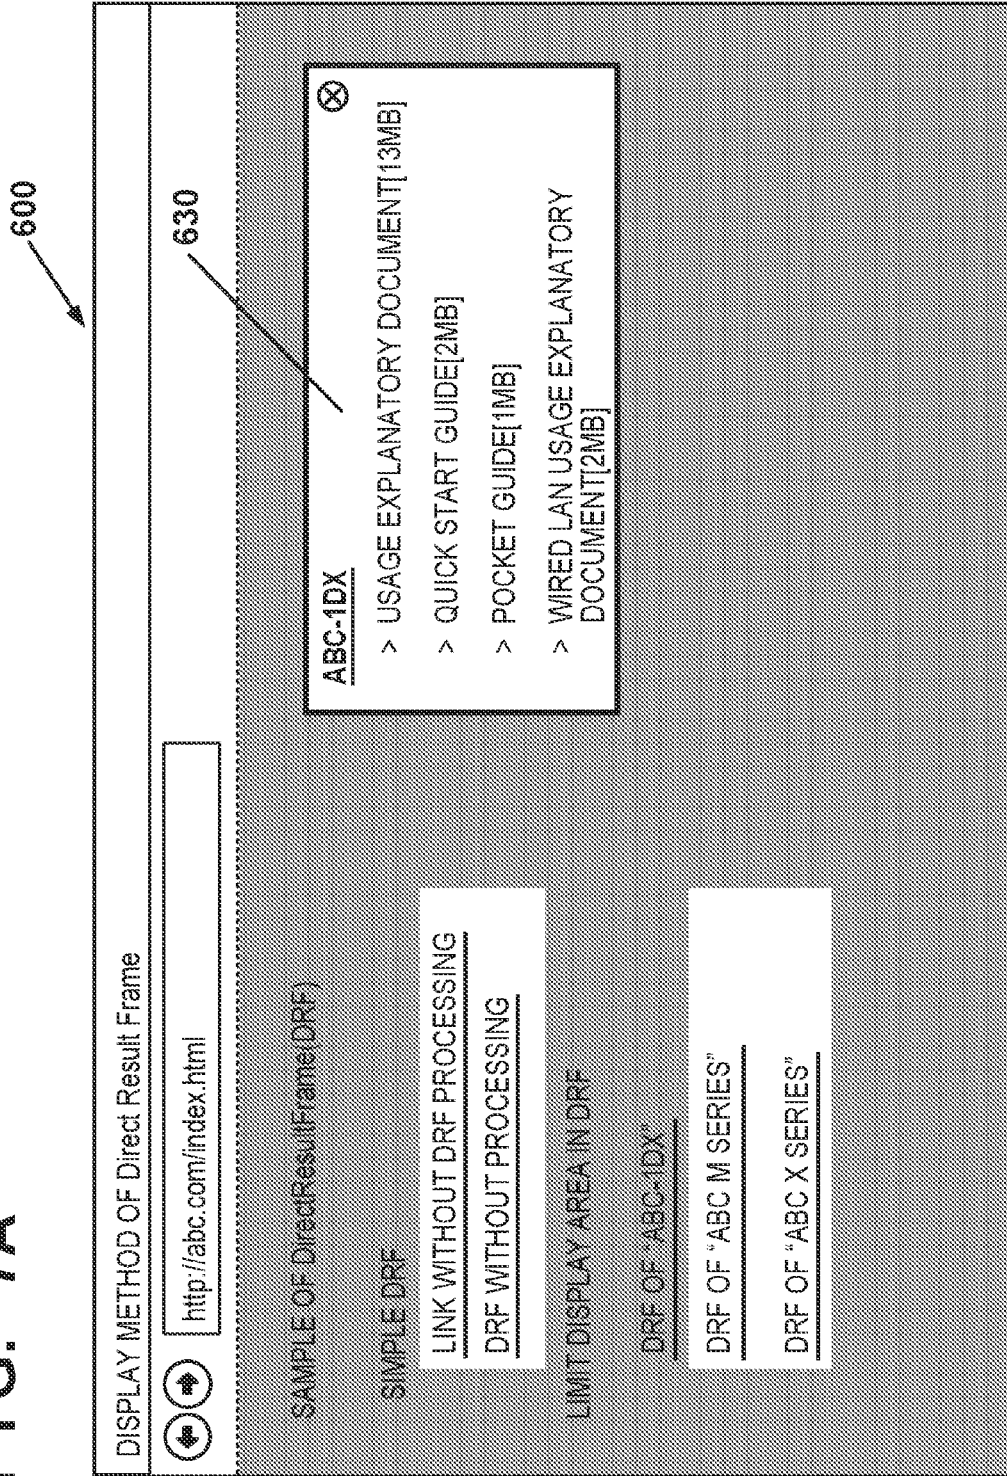 FIG. 7A
600
DISPLAY METHOD OF Direct Result Frame
http://abc.com/index.html
630
SAMPLE OF DirectResultFrame(DRF)
SIMPLE DRF
LINK WITHOUT DRF PROCESSING
DRF WITHOUT PROCESSING
LIMIT DISPLAY AREA IN DRF
DRF OF "ABC-1DX"
DRF OF "ABC M SERIES"
DRF OF "ABC X SERIES"
ABC-1DX
> USAGE EXPLANATORY DOCUMENT[13MB]
> QUICK START GUIDE[2MB]
> POCKET GUIDE[1MB]
> WIRED LAN USAGE EXPLANATORY
DOCUMENT[2MB]